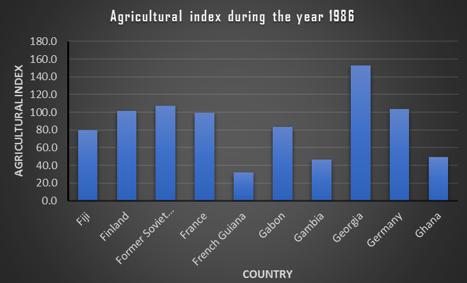 Agricultural index during the year 1986
AGRICULTURAL INDEX
180.0
160.0
140.0
120.0
100.0
80.0
60.0
40.0
20.0
0.0
Fiji
Finland
Former Soviet...
France
French Guiana
Gabon
Gambia
Georgia
Germany
Ghana
COUNTRY